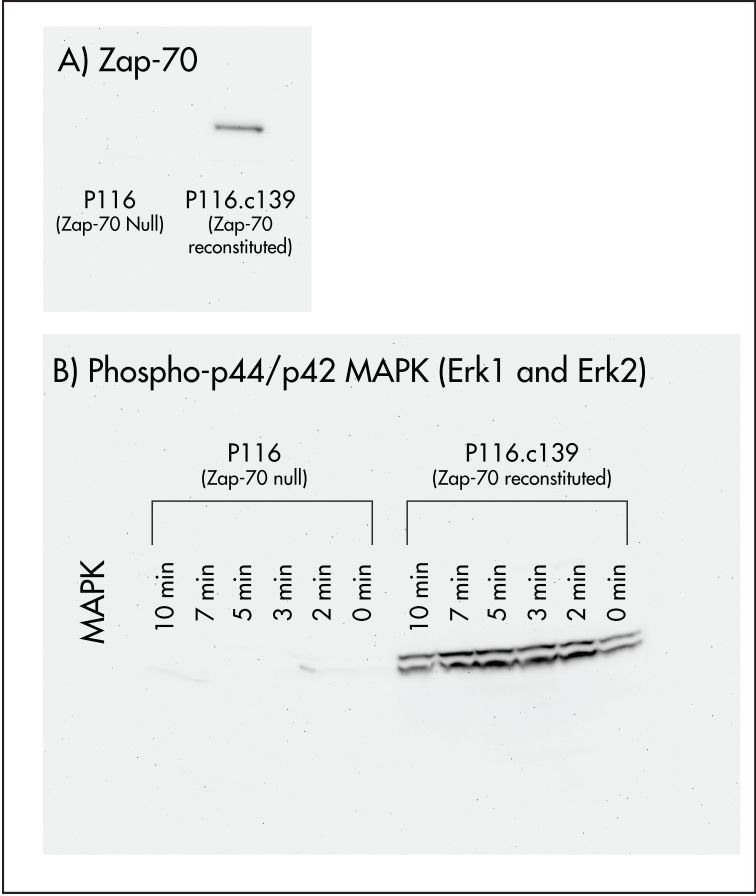 A) Zap-70
P116
(Zap-70 Null)
P116.c139
(Zap-70
reconstituted)
B) Phospho-p44/p42 MAPK (Erk1 and Erk2)
P116
(Zap-70 null)
P116.c139
(Zap-70 reconstituted)
MAPK
10 min
7 min
5 min
3 min
2 min
0 min
10 min
7 min
5 min
3 min
2 min
0 min